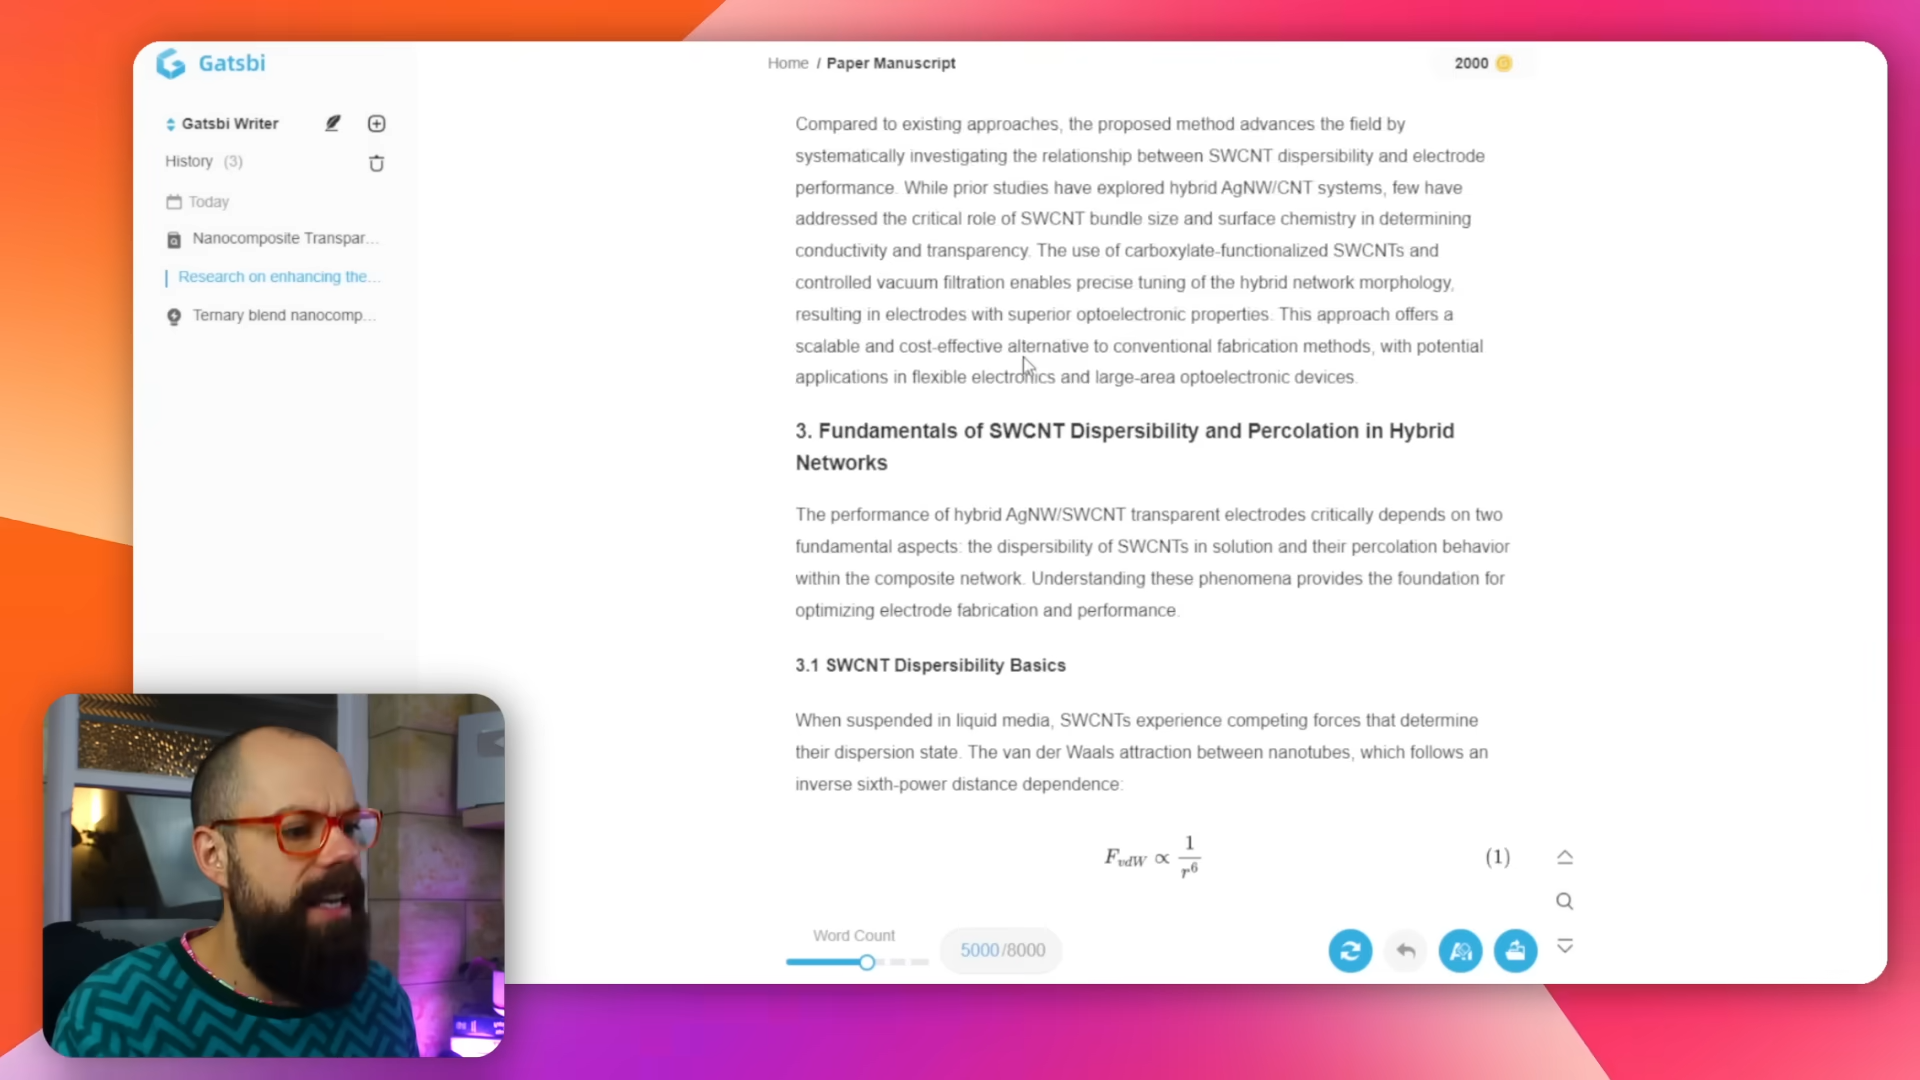 Gatsbi
Home / Paper Manuscript
2000
Gatsbi Writer
History (3)
Today
Nanocomposite Transpar...
Research on enhancing the...
Ternary blend nanocomp...
Compared to existing approaches, the proposed method advances the field by
systematically investigating the relationship between SWCNT dispersibility and electrode
performance. While prior studies have explored hybrid AgNW/CNT systems, few have
addressed the critical role of SWCNT bundle size and surface chemistry in determining
conductivity and transparency. The use of carboxylate-functionalized SWCNTs and
controlled vacuum filtration enables precise tuning of the hybrid network morphology,
resulting in electrodes with superior optoelectronic properties. This approach offers a
scalable and cost-effective alternative to conventional fabrication methods, with potential
applications in flexible electronics and large-area optoelectronic devices.
3. Fundamentals of SWCNT Dispersibility and Percolation in Hybrid
Networks
The performance of hybrid AgNW/SWCNT transparent electrodes critically depends on two
fundamental aspects: the dispersibility of SWCNTs in solution and their percolation behavior
within the composite network. Understanding these phenomena provides the foundation for
optimizing electrode fabrication and performance.
3.1 SWCNT Dispersibility Basics
When suspended in liquid media, SWCNTs experience competing forces that determine
their dispersion state. The van der Waals attraction between nanotubes, which follows an
inverse sixth-power distance dependence:
F_vdW ∝ 1/r^6 (1)
Word Count
5000/8000